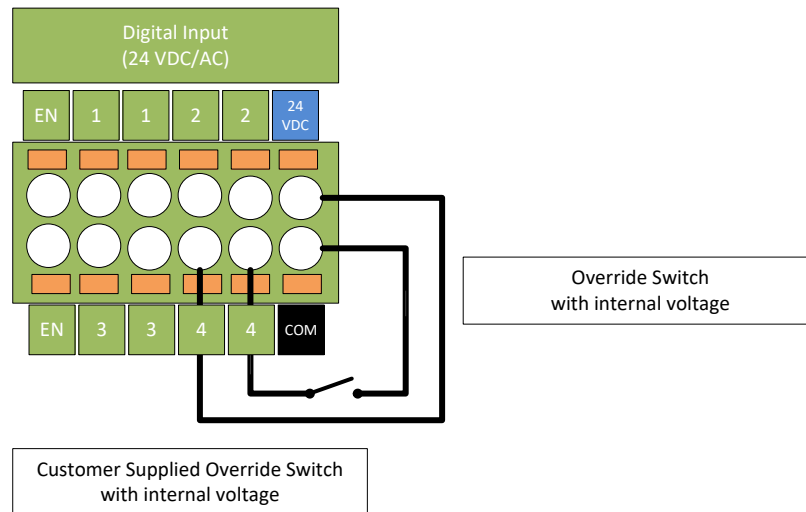 Digital Input
(24 VDC/AC)
EN 1 1 2 2 24
VDC
Override Switch
with internal voltage
EN 3 3 4 4 COM
Customer Supplied Override Switch
with internal voltage